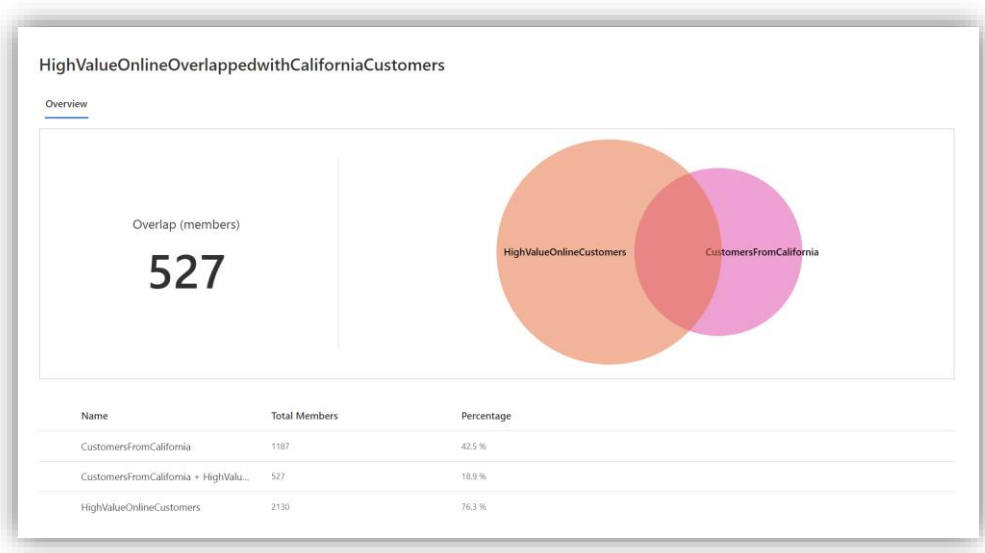 HighValueOnlineOverlappedwithCaliforniaCustomers
Overview
Overlap (members)
527
HighValueOnlineCustomers
CustomersFromCalifornia
Name Total Members Percentage
CustomersFromCalifornia 1187 42.5 %
CustomersFromCalifornia + HighValu... 527 18.9 %
HighValueOnlineCustomers 2130 76.3 %